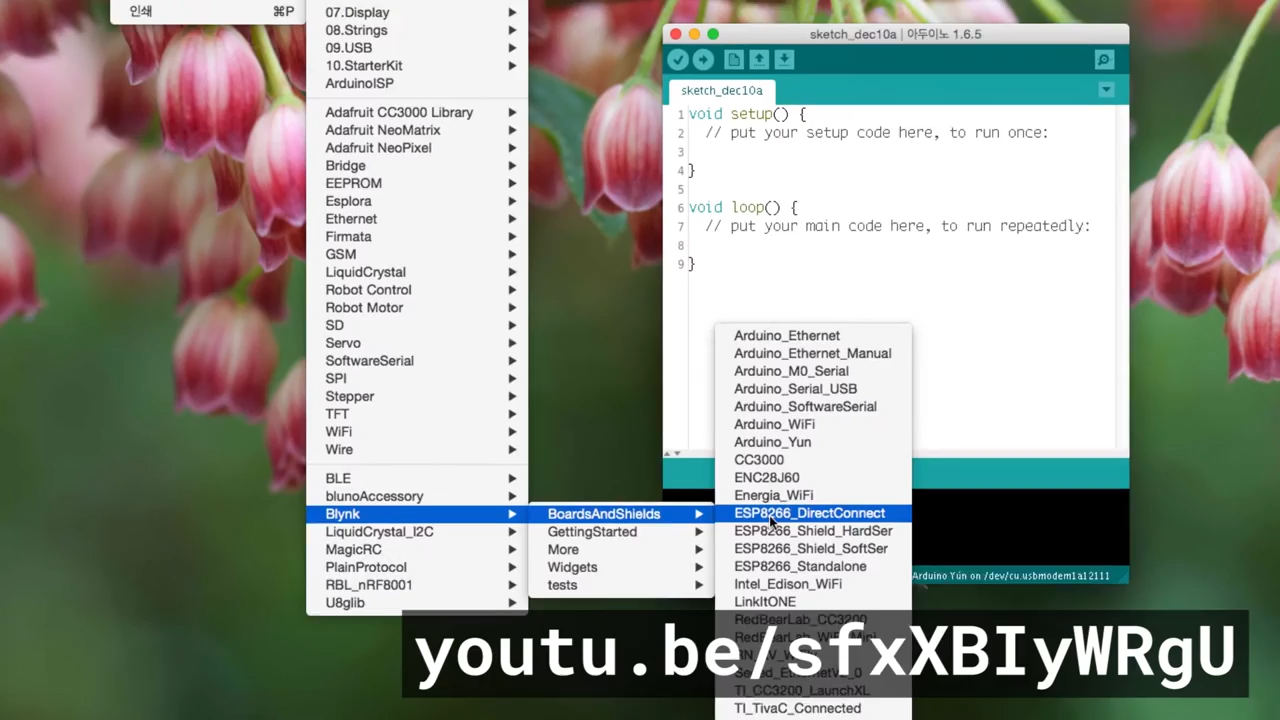 인쇄 ⌘P
07.Display
08.Strings
09.USB
10.StarterKit
ArduinoISP
Adafruit CC3000 Library
Adafruit NeoMatrix
Adafruit NeoPixel
Bridge
EEPROM
Esplora
Ethernet
Firmata
GSM
LiquidCrystal
Robot Control
Robot Motor
SD
Servo
SoftwareSerial
SPI
Stepper
TFT
WiFi
Wire
BLE
blunoAccessory
Blynk
LiquidCrystal_I2C
MagicRC
PlainProtocol
RBL_nRF8001
U8glib
BoardsAndShields
GettingStarted
More
Widgets
tests
Arduino_Ethernet
Arduino_Ethernet_Manual
Arduino_M0_Serial
Arduino_Serial_USB
Arduino_SoftwareSerial
Arduino_WiFi
Arduino_Yun
CC3000
ENC28J60
Energia_WiFi
ESP8266_DirectConnect
ESP8266_Shield_HardSer
ESP8266_Shield_SoftSer
ESP8266_Standalone
Intel_Edison_WiFi
LinkItONE
RedBearLab_CC3200
TI_CC3200_LaunchXL
TI_TivaC_Connected
sketch_dec10a | 아두이노 1.6.5
sketch_dec10a
1 void setup() {
2 // put your setup code here, to run once:
3
4 }
5
6 void loop() {
7 // put your main code here, to run repeatedly:
8
9 }
Arduino Yún on /dev/cu.usbmodem1a12111
youtu.be/sfxXBIyWRgU